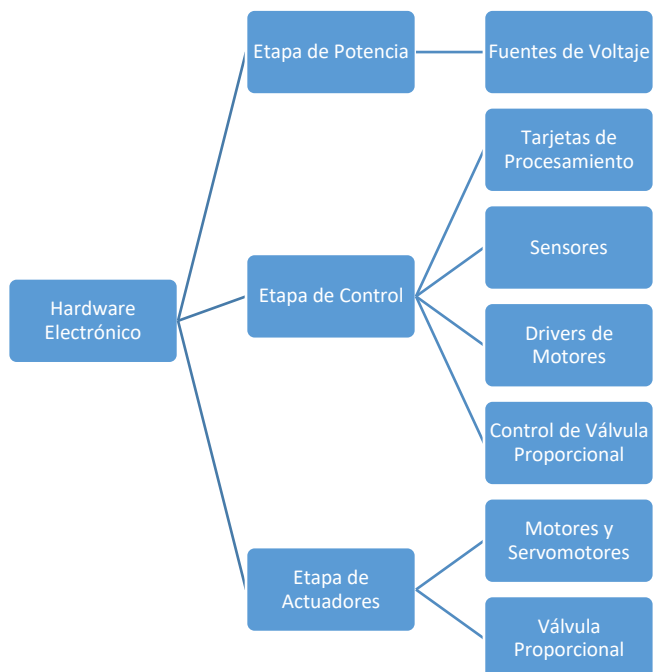 Etapa de Potencia
Fuentes de Voltaje
Tarjetas de
Procesamiento
Sensores
Hardware
Electrónico
Etapa de Control
Drivers de
Motores
Control de Válvula
Proporcional
Motores y
Servomotores
Etapa de
Actuadores
Válvula
Proporcional